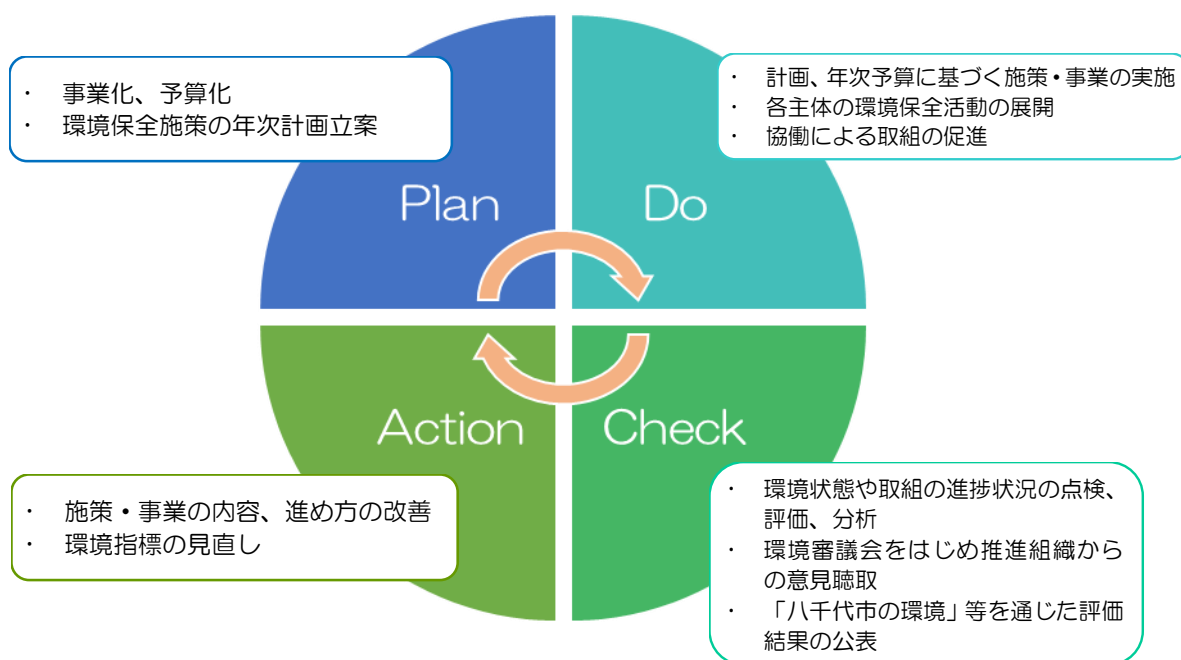 ・ 事業化、予算化
・ 環境保全施策の年次計画立案
Plan
・ 計画、年次予算に基づく施策・事業の実施
・ 各主体の環境保全活動の展開
・ 協働による取組の促進
Do
Action
・ 施策・事業の内容、進め方の改善
・ 環境指標の見直し
Check
・ 環境状態や取組の進捗状況の点検、
評価、分析
・ 環境審議会をはじめ推進組織から
の意見聴取
・ 「八千代市の環境」等を通じた評価
結果の公表